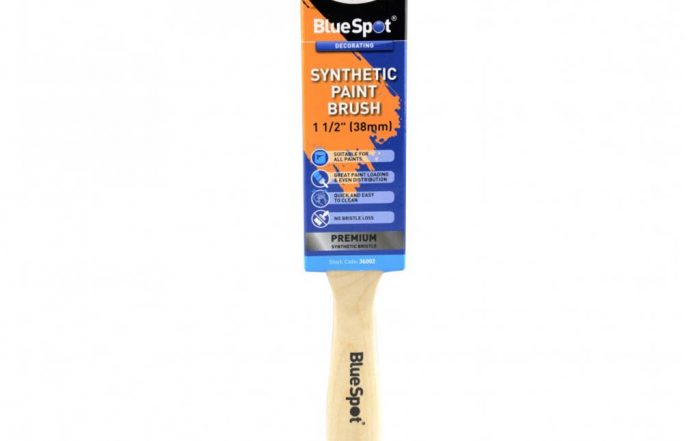 BlueSpot®
DECORATING
SYNTHETIC
PAINT
BRUSH
1 1/2" (38mm)
SUITABLE FOR
ALL PAINTS
GREAT PAINT LOADING
& EVEN DISTRIBUTION
QUICK AND EASY
TO CLEAN
NO BRISTLE LOSS
PREMIUM
SYNTHETIC BRISTLE
Stock Code: 36002
BlueSpot®